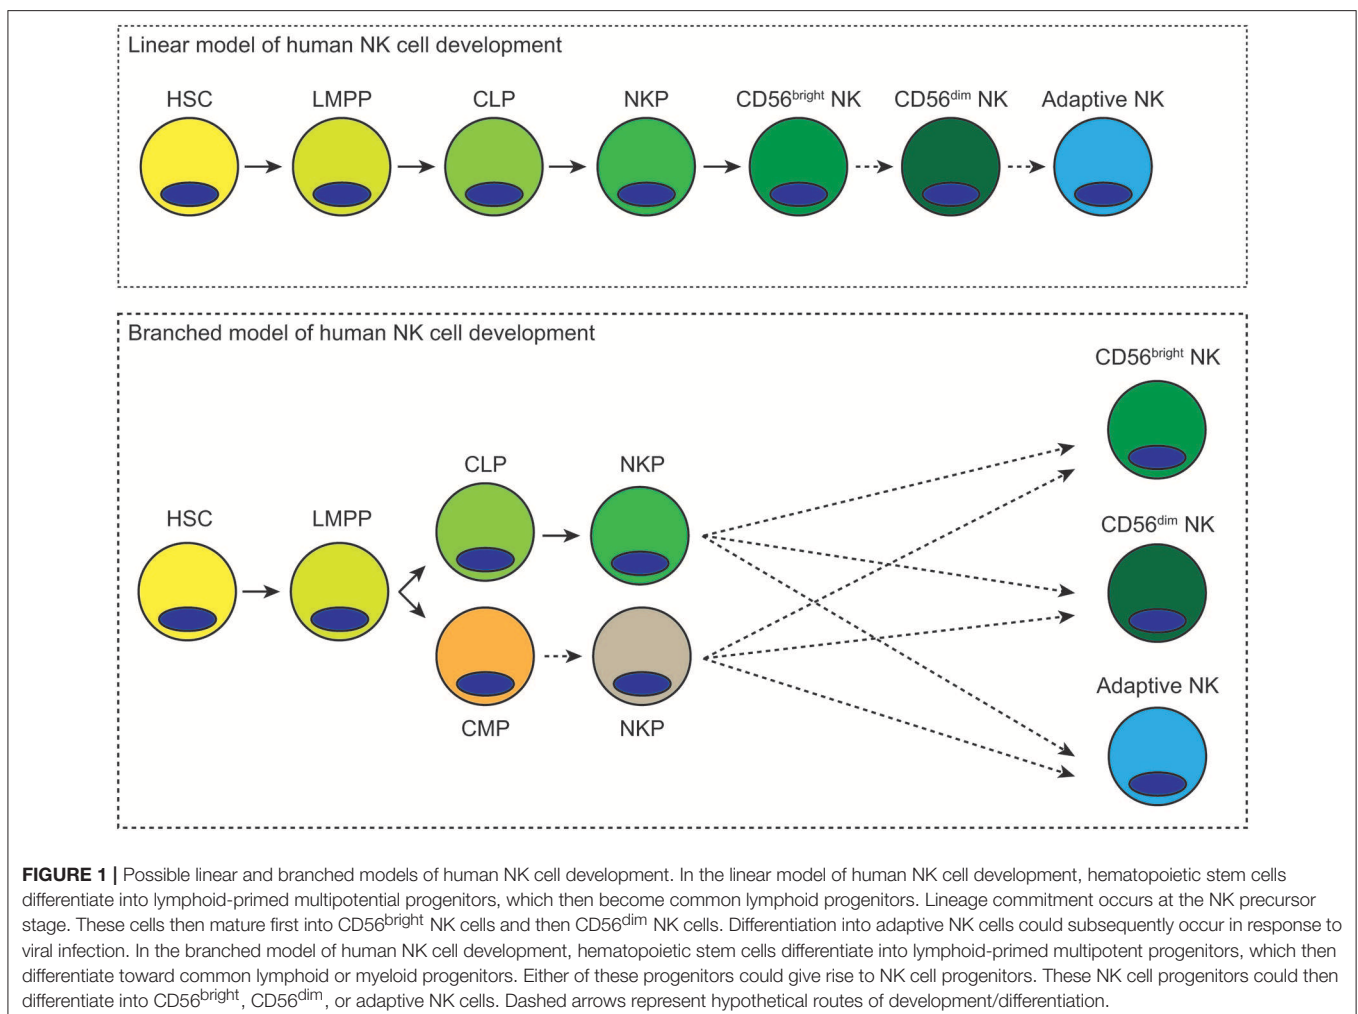 Linear model of human NK cell development
HSC LMPP CLP NKP CD56bright NK CD56dim NK Adaptive NK
Branched model of human NK cell development
CD56bright NK
CLP NKP
HSC LMPP
CD56dim NK
Adaptive NK
CMP NKP
FIGURE 1 | Possible linear and branched models of human NK cell development. In the linear model of human NK cell development, hematopoietic stem cells
differentiate into lymphoid-primed multipotential progenitors, which then become common lymphoid progenitors. Lineage commitment occurs at the NK precursor
stage. These cells then mature first into CD56bright NK cells and then CD56dim NK cells. Differentiation into adaptive NK cells could subsequently occur in response to
viral infection. In the branched model of human NK cell development, hematopoietic stem cells differentiate into lymphoid-primed multipotent progenitors, which then
differentiate toward common lymphoid or myeloid progenitors. Either of these progenitors could give rise to NK cell progenitors. These NK cell progenitors could then
differentiate into CD56bright, CD56dim, or adaptive NK cells. Dashed arrows represent hypothetical routes of development/differentiation.